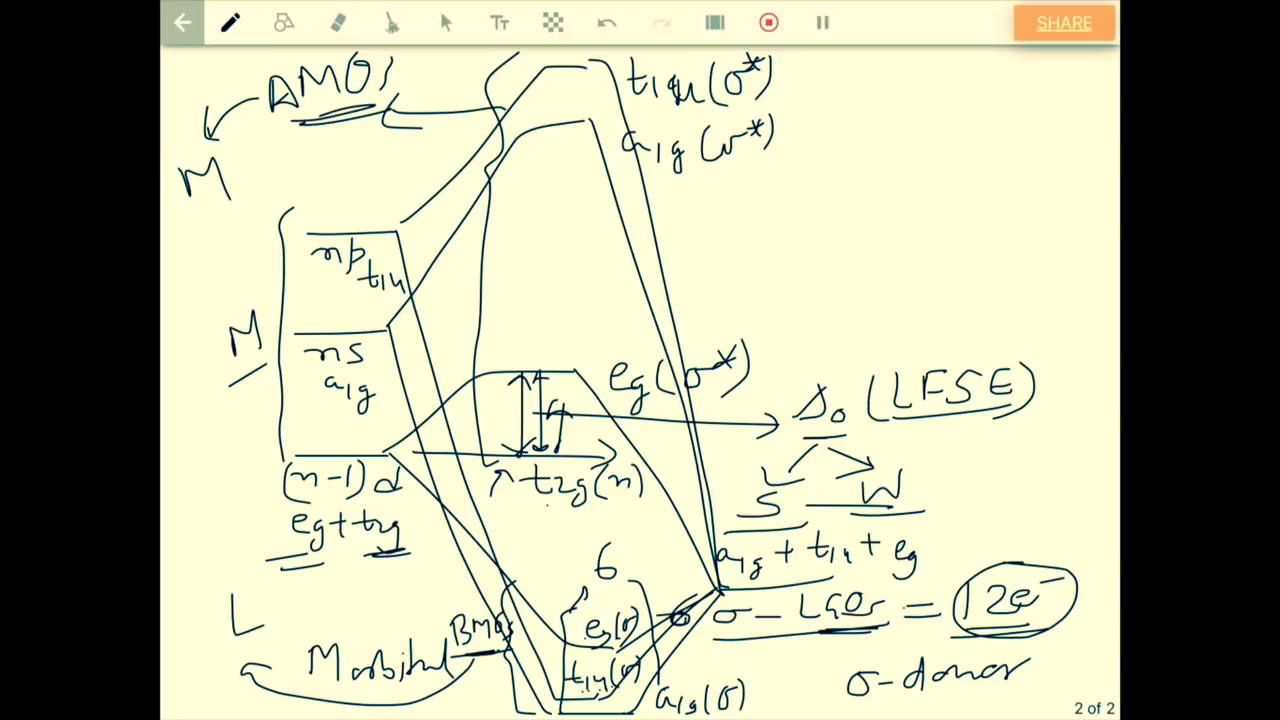 SHARE
AMOs
M
t1u(σ*)
a1g(σ*)
np
t1u
M
ns
a1g
eg(σ*)
Δo (LFSE)
(n-1)d
t2g(n)
S W
eg+t2g
a1g + t1u + eg
6
L
BMOs
eg(σ)
σ - LGOs = 12e-
M orbital
t1u(σ)
a1g(σ)
σ-donor
2 of 2